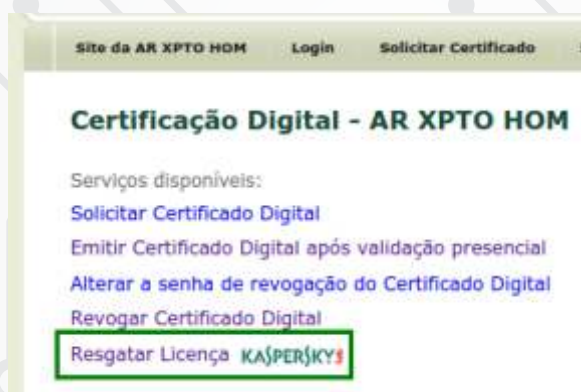 Site da AR XPTO HOM Login Solicitar Certificado
Certificação Digital - AR XPTO HOM
Serviços disponíveis:
Solicitar Certificado Digital
Emitir Certificado Digital após validação presencial
Alterar a senha de revogação do Certificado Digital
Revogar Certificado Digital
Resgatar Licença KASPERSKY